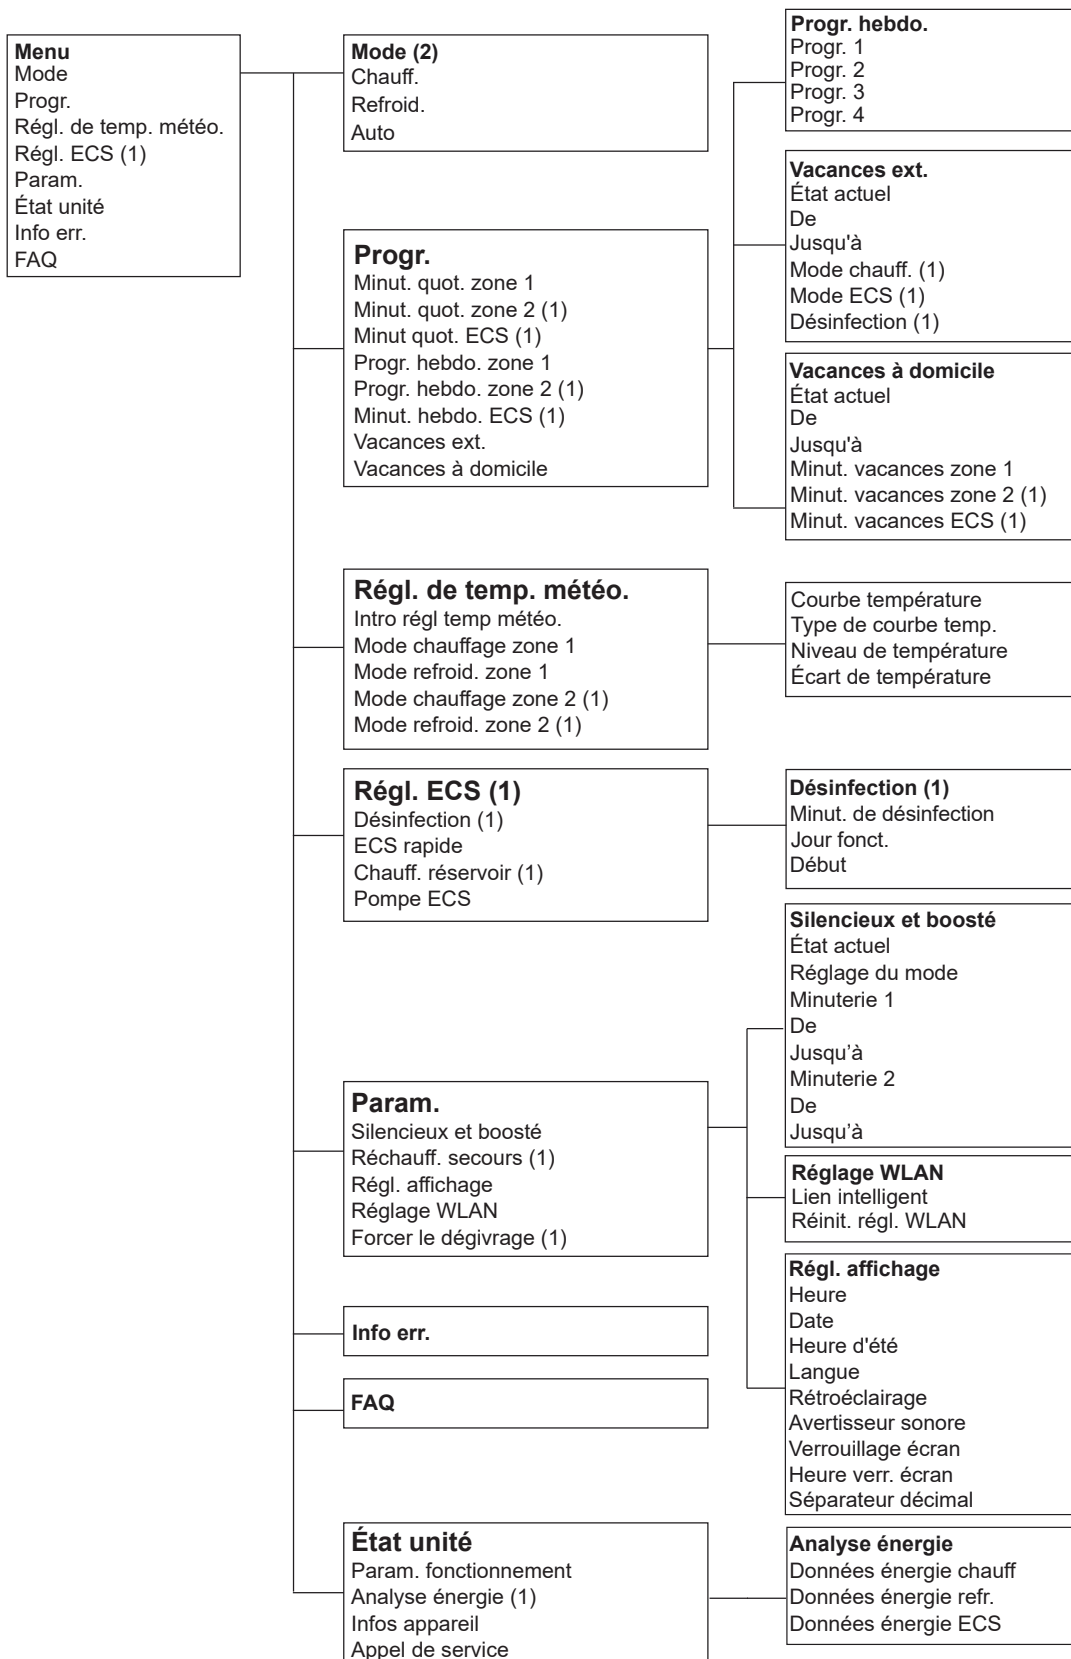 Menu
Mode
Progr.
Régl. de temp. météo.
Régl. ECS (1)
Param.
État unité
Info err.
FAQ
Mode (2)
Chauff.
Refroid.
Auto
Progr.
Minut. quot. zone 1
Minut. quot. zone 2 (1)
Minut quot. ECS (1)
Progr. hebdo. zone 1
Progr. hebdo. zone 2 (1)
Minut. hebdo. ECS (1)
Vacances ext.
Vacances à domicile
Progr. hebdo.
Progr. 1
Progr. 2
Progr. 3
Progr. 4
Vacances ext.
État actuel
De
Jusqu'à
Mode chauff. (1)
Mode ECS (1)
Désinfection (1)
Vacances à domicile
État actuel
De
Jusqu'à
Minut. vacances zone 1
Minut. vacances zone 2 (1)
Minut. vacances ECS (1)
Régl. de temp. météo.
Intro régl temp météo.
Mode chauffage zone 1
Mode refroid. zone 1
Mode chauffage zone 2 (1)
Mode refroid. zone 2 (1)
Courbe température
Type de courbe temp.
Niveau de température
Écart de température
Régl. ECS (1)
Désinfection (1)
ECS rapide
Chauff. réservoir (1)
Pompe ECS
Désinfection (1)
Minut. de désinfection
Jour fonct.
Début
Param.
Silencieux et boosté
Réchauff. secours (1)
Régl. affichage
Réglage WLAN
Forcer le dégivrage (1)
Silencieux et boosté
État actuel
Réglage du mode
Minuterie 1
De
Jusqu’à
Minuterie 2
De
Jusqu’à
Réglage WLAN
Lien intelligent
Réinit. régl. WLAN
Régl. affichage
Heure
Date
Heure d'été
Langue
Rétroéclairage
Avertisseur sonore
Verrouillage écran
Heure verr. écran
Séparateur décimal
Info err.
FAQ
État unité
Param. fonctionnement
Analyse énergie (1)
Infos appareil
Appel de service
Analyse énergie
Données énergie chauff
Données énergie refr.
Données énergie ECS